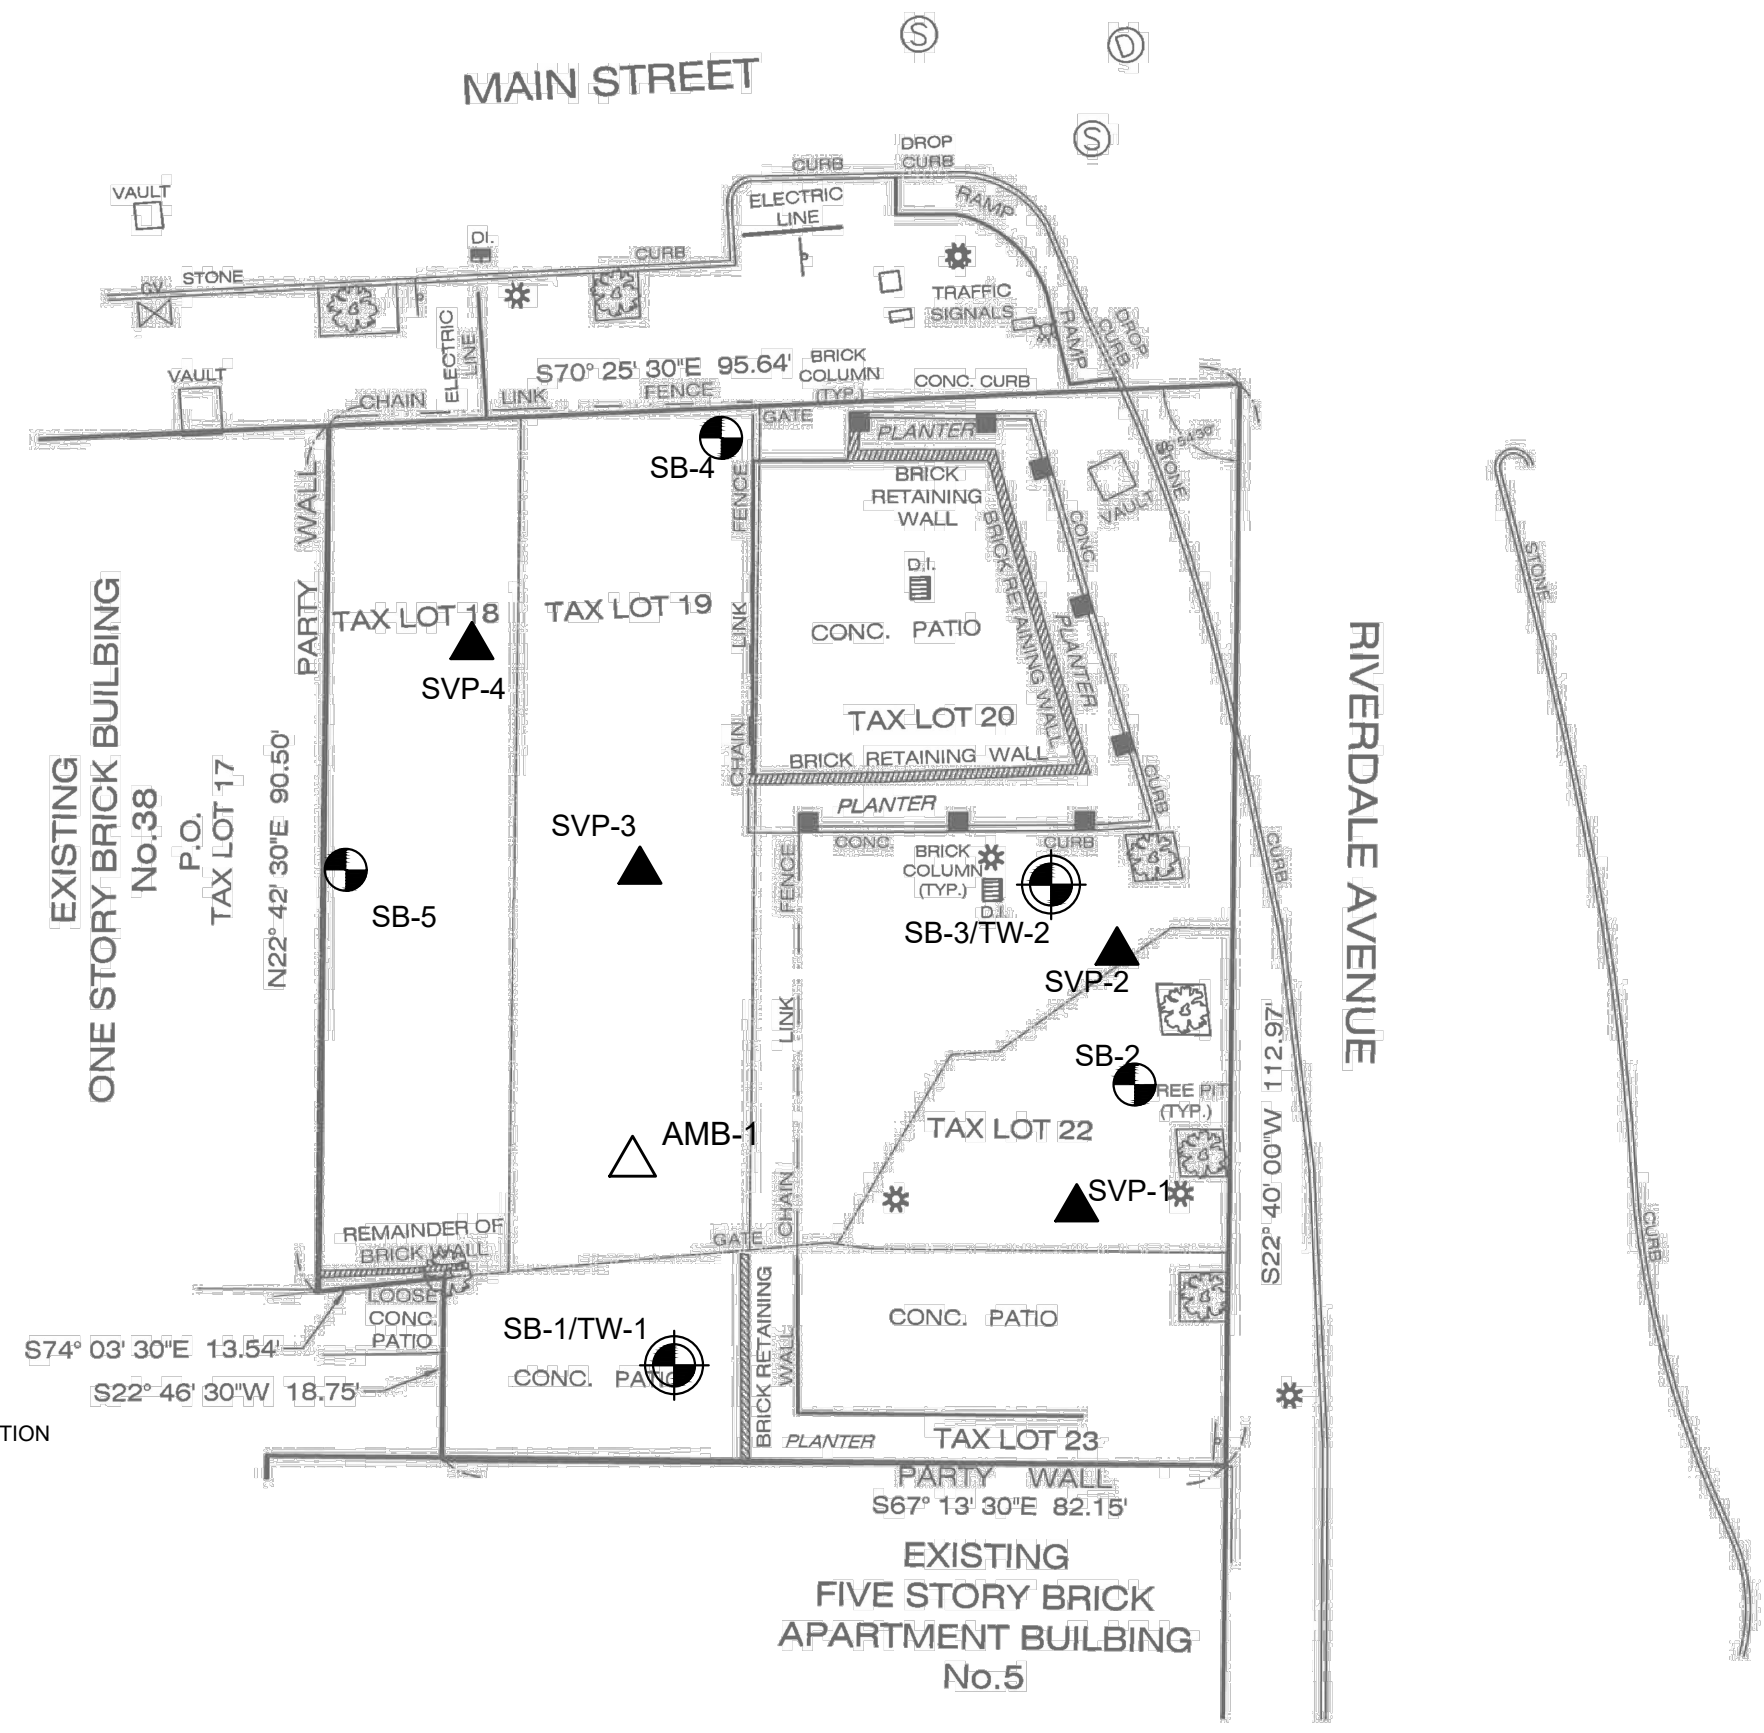 S
D
MAIN STREET
S
DROP
CURB
CURB
VAULT
ELECTRIC
LINE
RAMP
DI.
CURB
STONE
GV
TRAFFIC
SIGNALS
RAMP
DROP
CURB
ELECTRIC
LINE
S70° 25' 30"E 95.64'
BRICK
COLUMN
(TYP.)
VAULT
CHAIN
LINK
FENCE
CONC. CURB
GATE
PLANTER
SB-4
BRICK
RETAINING
WALL
STONE
VAULT
CONC.
PARTY WALL
FENCE
BRICK RETAINING WALL
D.I.
STONE
TAX LOT 18
TAX LOT 19
LINK
CONC. PATIO
PLANTER
SVP-4
TAX LOT 20
CHAIN
BRICK RETAINING WALL
PLANTER
CURB
EXISTING
ONE STORY BRICK BUILBING
No.38
P.O.
TAX LOT 17
N22° 42' 30"E 90.50'
RIVERDALE AVENUE
SVP-3
CONC.
CURB
CURB
BRICK
COLUMN
(TYP.)
FENCE
D.I.
SB-5
SB-3/TW-2
SVP-2
LINK
SB-2
REE PIT
(TYP.)
S22° 40' 00"W 112.97'
TAX LOT 22
AMB-1
SVP-1
CHAIN
REMAINDER OF
BRICK WALL
GATE
CURB
LOOSE
CONC.
PATIO
SB-1/TW-1
CONC. PATIO
BRICK RETAINING
WALL
CONC. PATIO
S74° 03' 30"E 13.54'
S22° 46' 30"W 18.75'
TION
PLANTER
TAX LOT 23
PARTY WALL
S67° 13' 30"E 82.15'
EXISTING
FIVE STORY BRICK
APARTMENT BUILBING
No.5